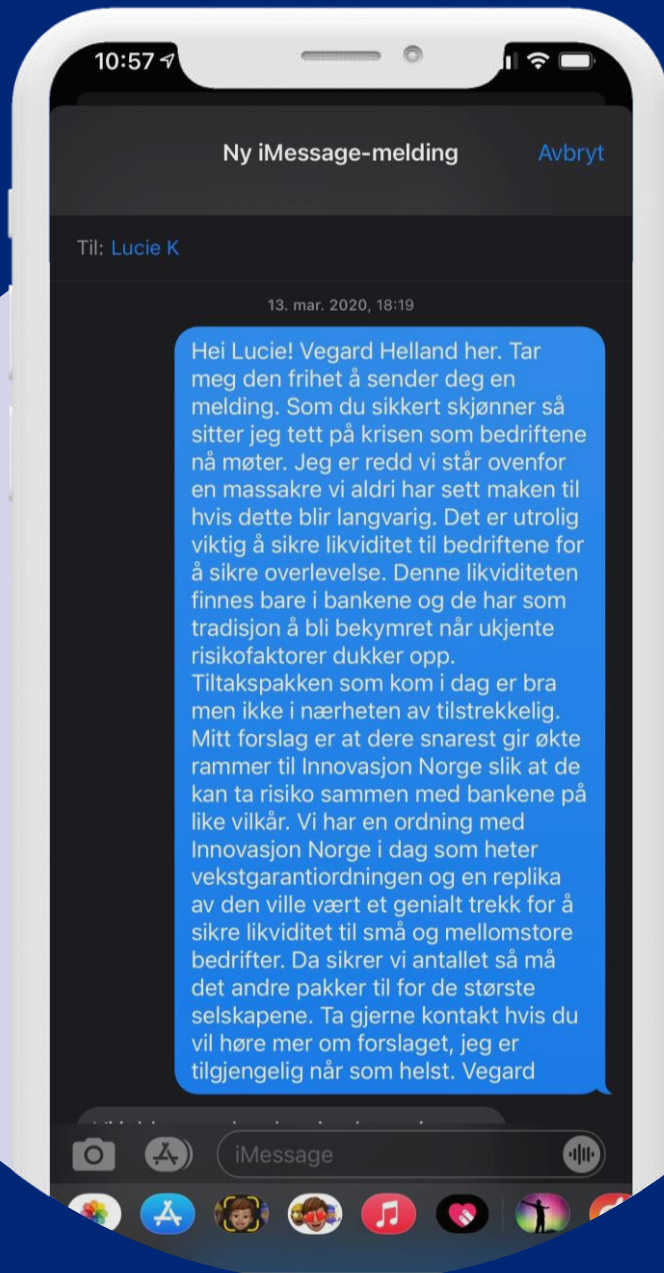 10:57
Ny iMessage-melding
Avbryt
Til: Lucie K
13. mar. 2020, 18:19
Hei Lucie! Vegard Helland her. Tar
meg den frihet å sender deg en
melding. Som du sikkert skjønner så
sitter jeg tett på krisen som bedriftene
nå møter. Jeg er redd vi står ovenfor
en massakre vi aldri har sett maken til
hvis dette blir langvarig. Det er utrolig
viktig å sikre likviditet til bedriftene for
å sikre overlevelse. Denne likviditeten
finnes bare i bankene og de har som
tradisjon å bli bekymret når ukjente
risikofaktorer dukker opp.
Tiltakspakken som kom i dag er bra
men ikke i nærheten av tilstrekkelig.
Mitt forslag er at dere snarest gir økte
rammer til Innovasjon Norge slik at de
kan ta risiko sammen med bankene på
like vilkår. Vi har en ordning med
Innovasjon Norge i dag som heter
vekstgarantiordningen og en replika
av den ville vært et genialt trekk for å
sikre likviditet til små og mellomstore
bedrifter. Da sikrer vi antallet så må
det andre pakker til for de største
selskapene. Ta gjerne kontakt hvis du
vil høre mer om forslaget, jeg er
tilgjengelig når som helst. Vegard
iMessage